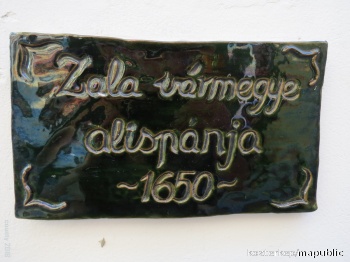 Zala vármegye
alispánja
~1650~